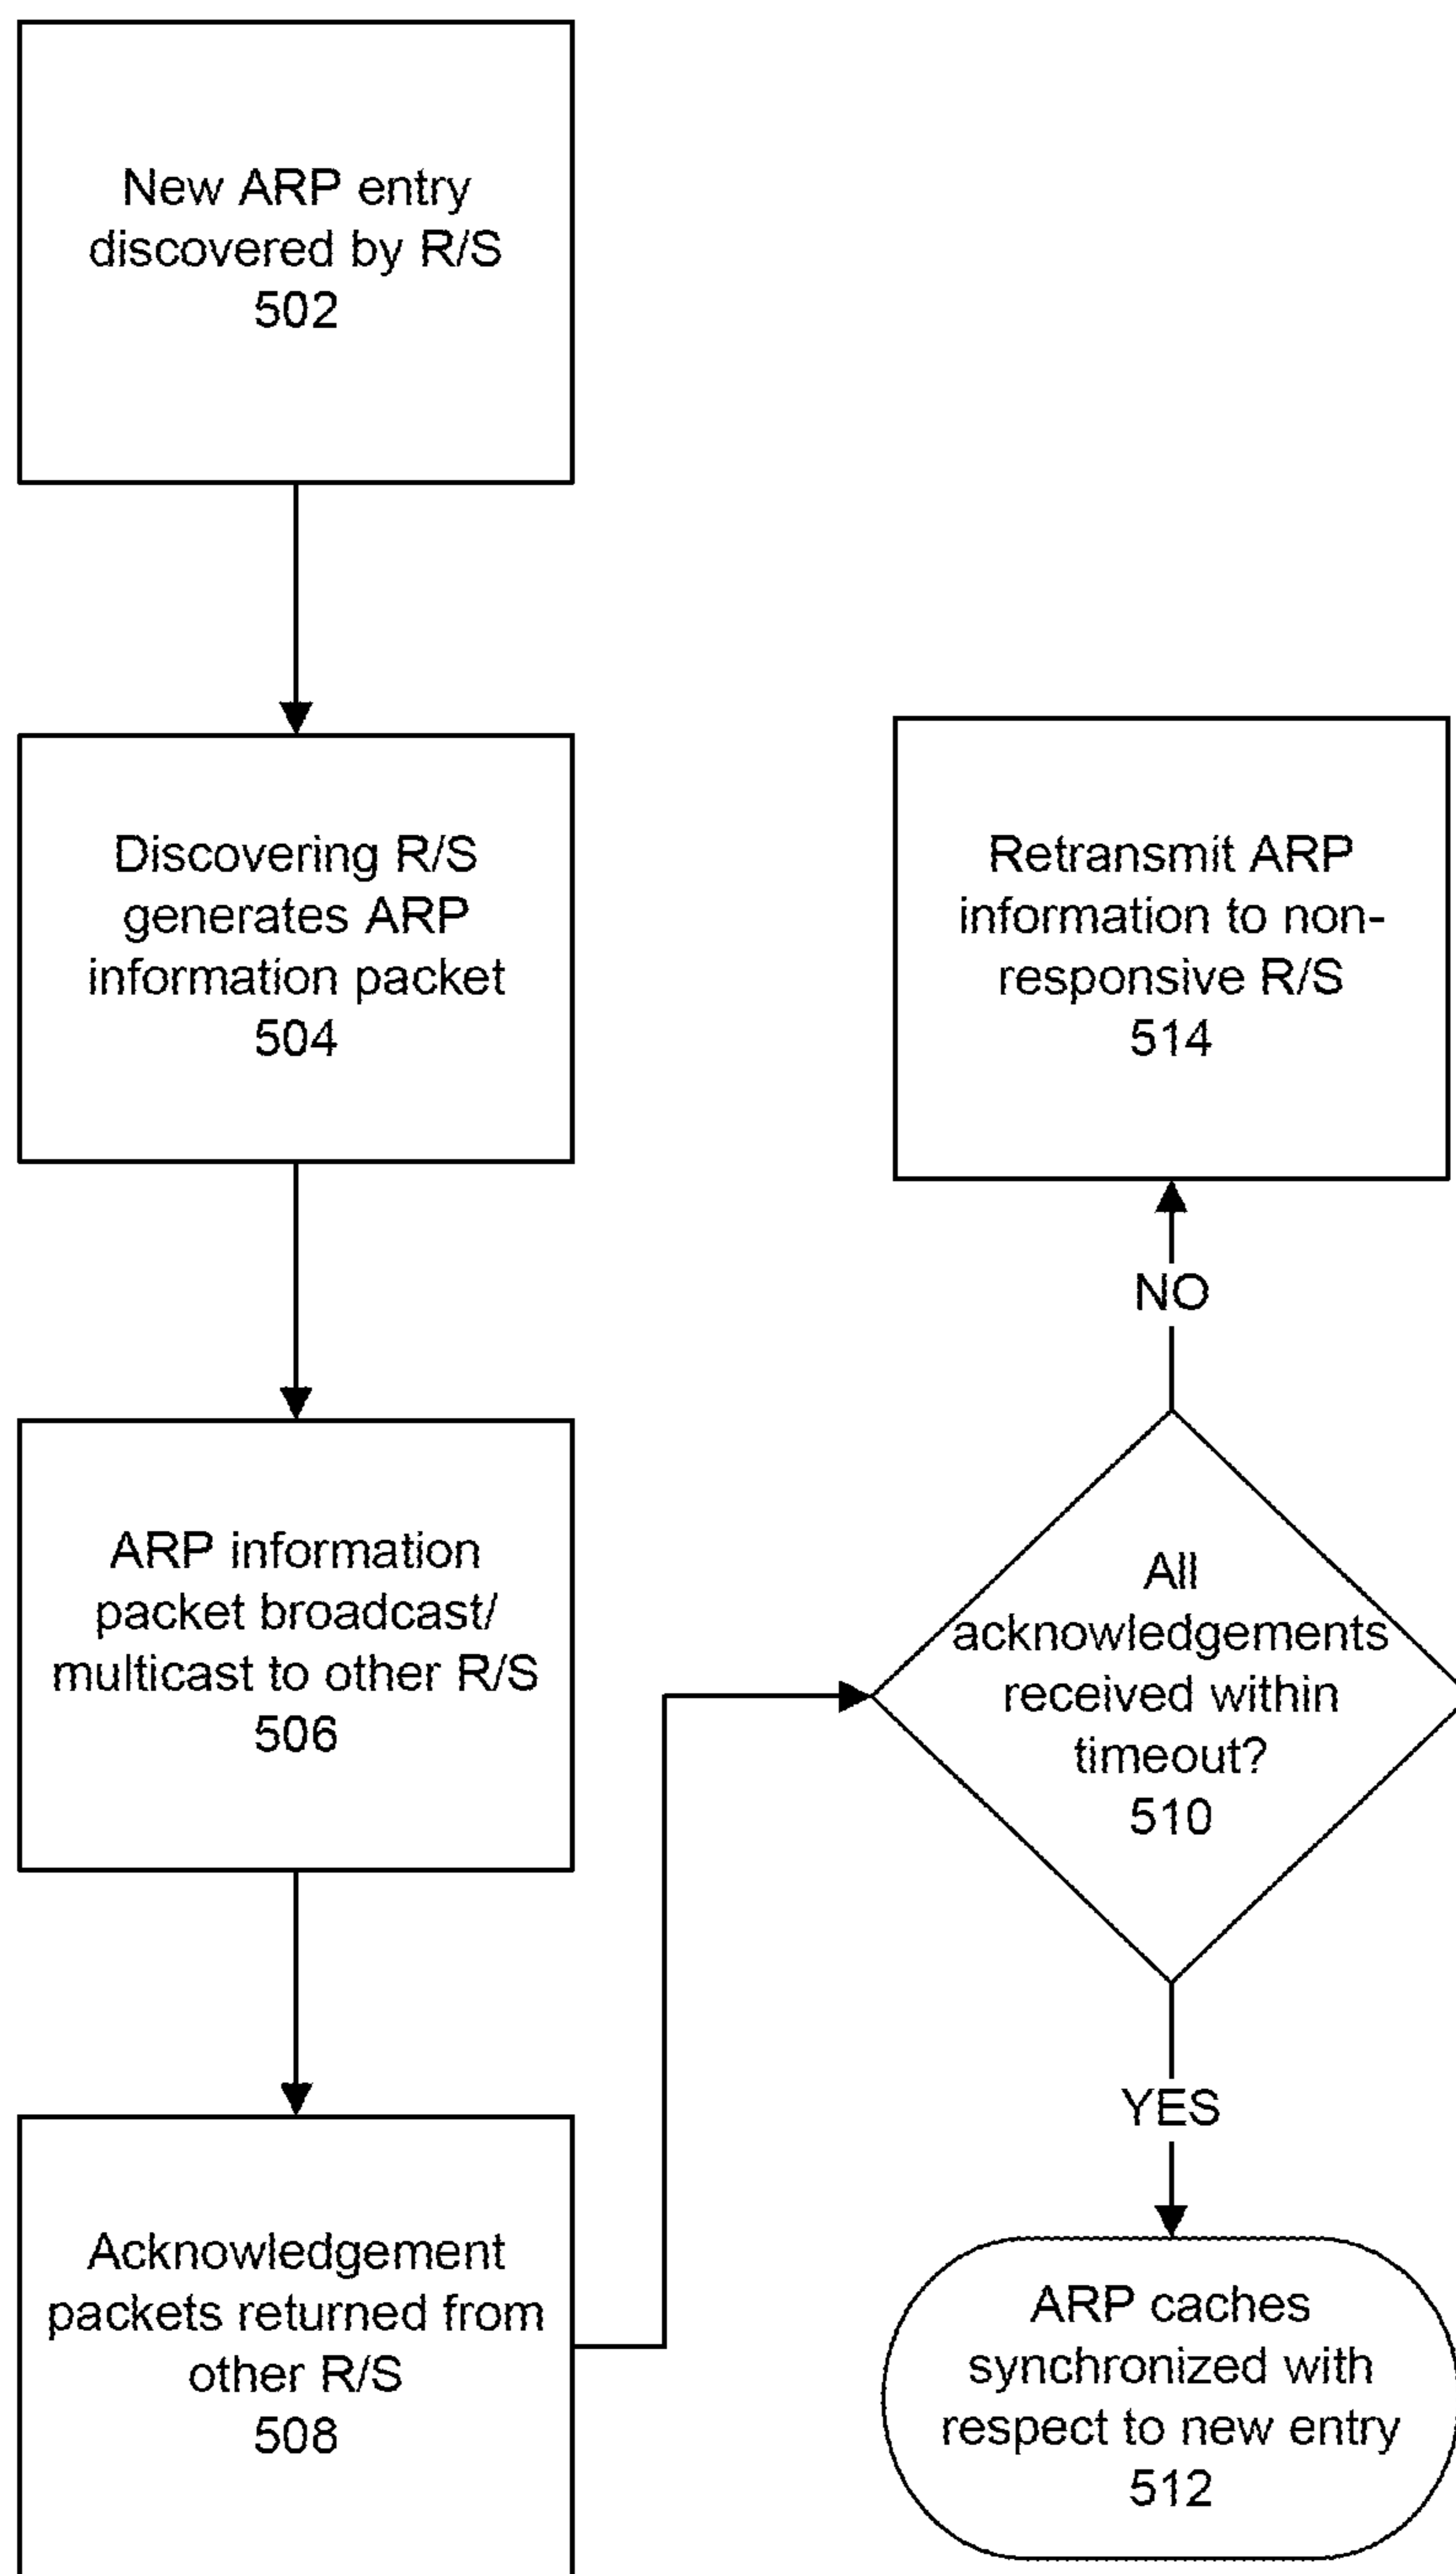 New ARP entry
discovered by R/S
502
Discovering R/S
generates ARP
information packet
504
ARP information
packet broadcast/
multicast to other R/S
506
Acknowledgement
packets returned from
other R/S
508
All
acknowledgements
received within
timeout?
510
NO
Retransmit ARP
information to non-
responsive R/S
514
YES
ARP caches
synchronized with
respect to new entry
512